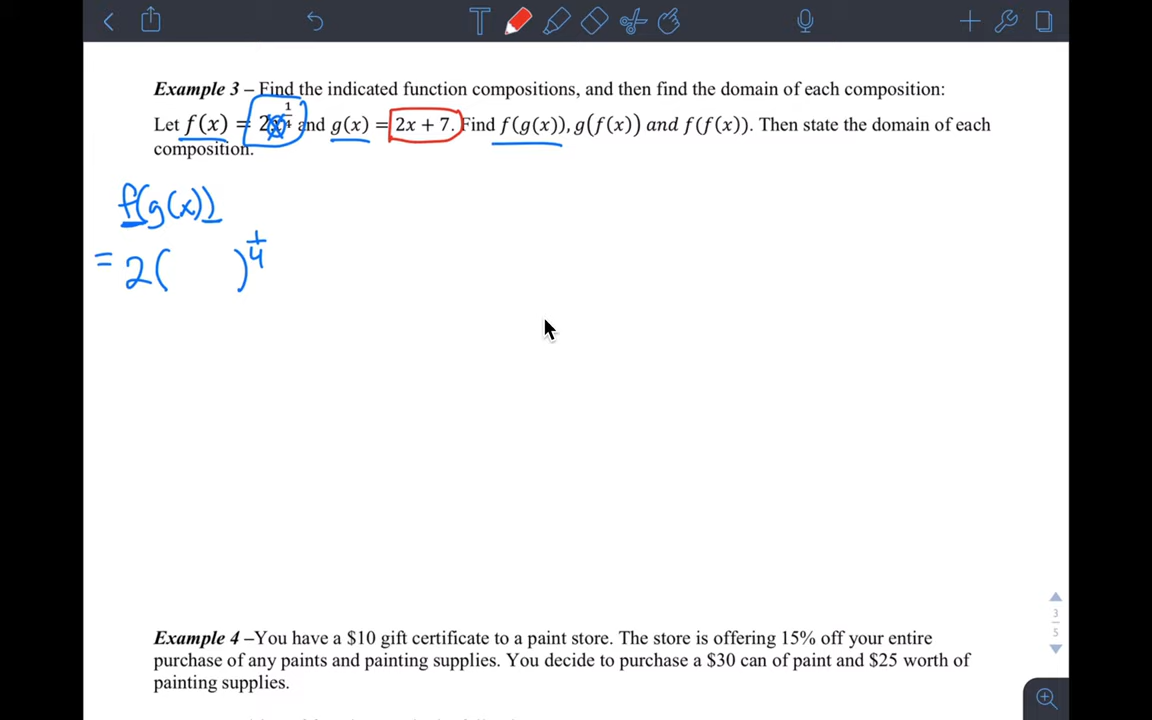 Example 3 – Find the indicated function compositions, and then find the domain of each composition:
Let f(x) = 2x^{1/4} and g(x) = 2x + 7. Find f(g(x)), g(f(x)) and f(f(x)). Then state the domain of each
composition.
f(g(x))
= 2( )^{1/4}
Example 4 –You have a $10 gift certificate to a paint store. The store is offering 15% off your entire
purchase of any paints and painting supplies. You decide to purchase a $30 can of paint and $25 worth of
painting supplies.
3
5